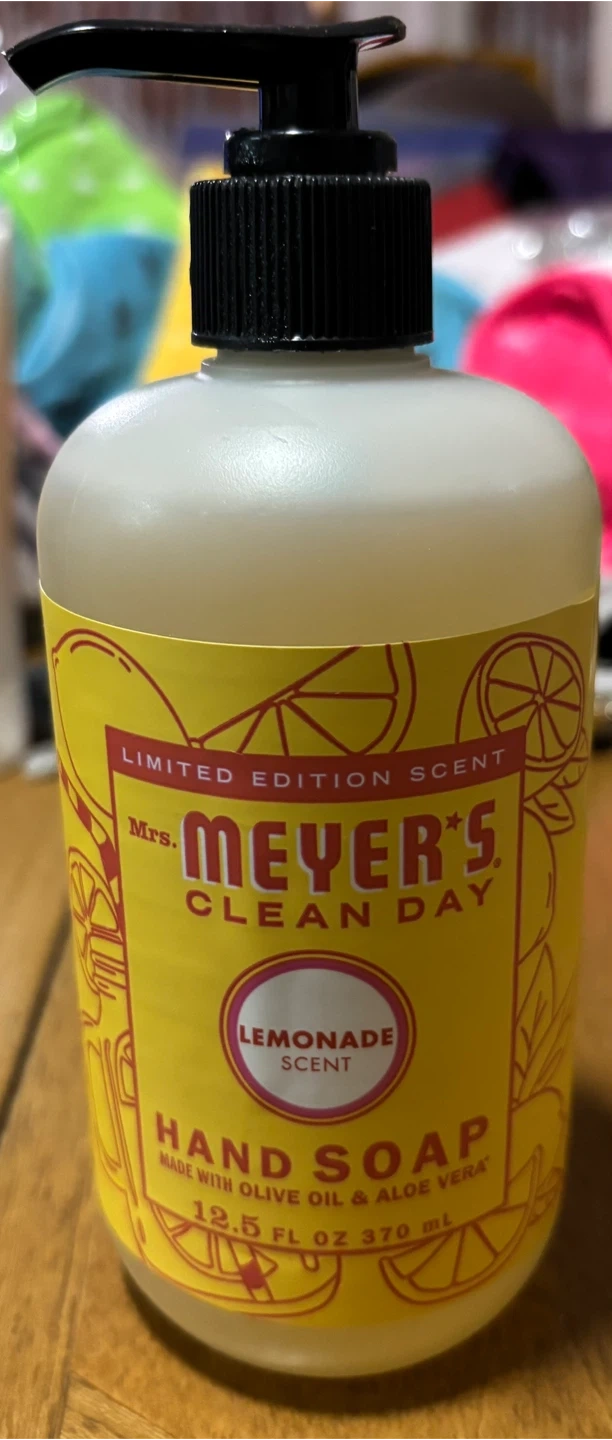 LIMITED EDITION SCENT
Mrs. MEYER*S®
CLEAN DAY
LEMONADE
SCENT
HAND SOAP
MADE WITH OLIVE OIL & ALOE VERA*
12.5 FL OZ 370 mL